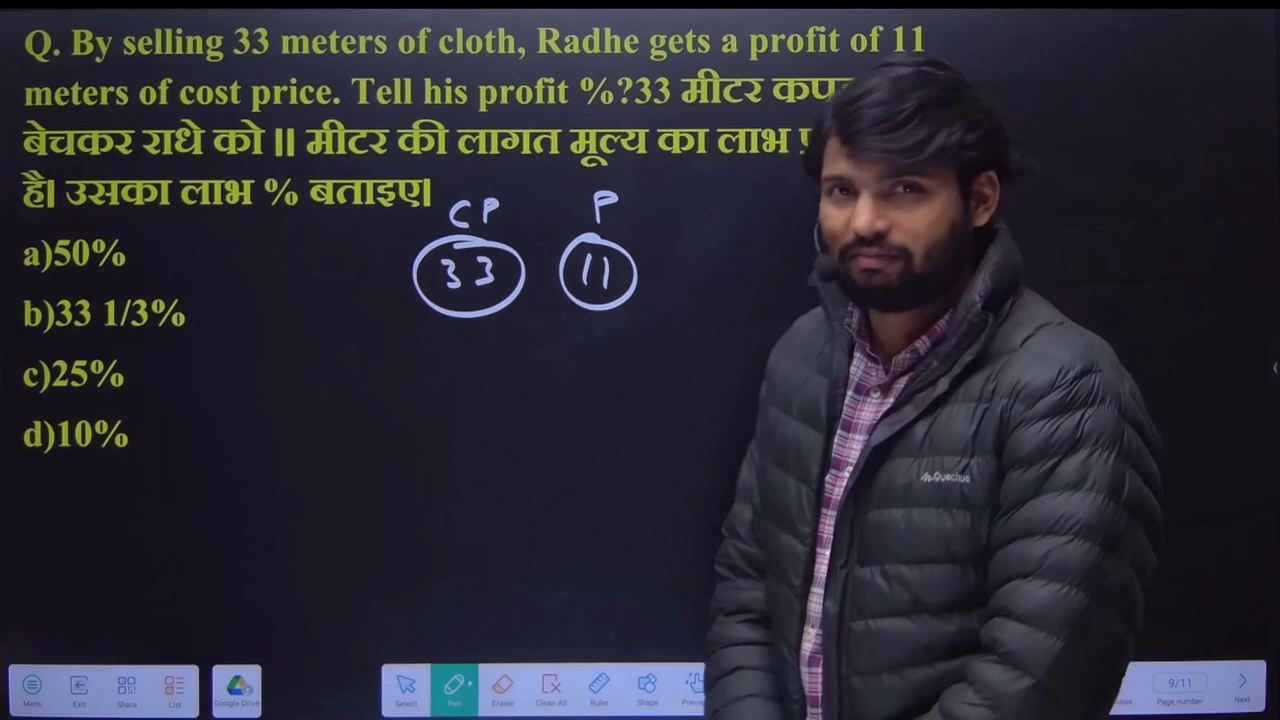 Q. By selling 33 meters of cloth, Radhe gets a profit of 11
meters of cost price. Tell his profit %?33 मीटर
बेचकर राधे को 11 मीटर की लागत मूल्य का लाभ
है। उसका लाभ % बताइए।
CP P
33 11
a)50%
b)33 1/3%
c)25%
d)10%
Quechua
Menu Exit Share List Google Drive Select Pen Eraser Clean All Ruler Shape 9/11 Page number Next